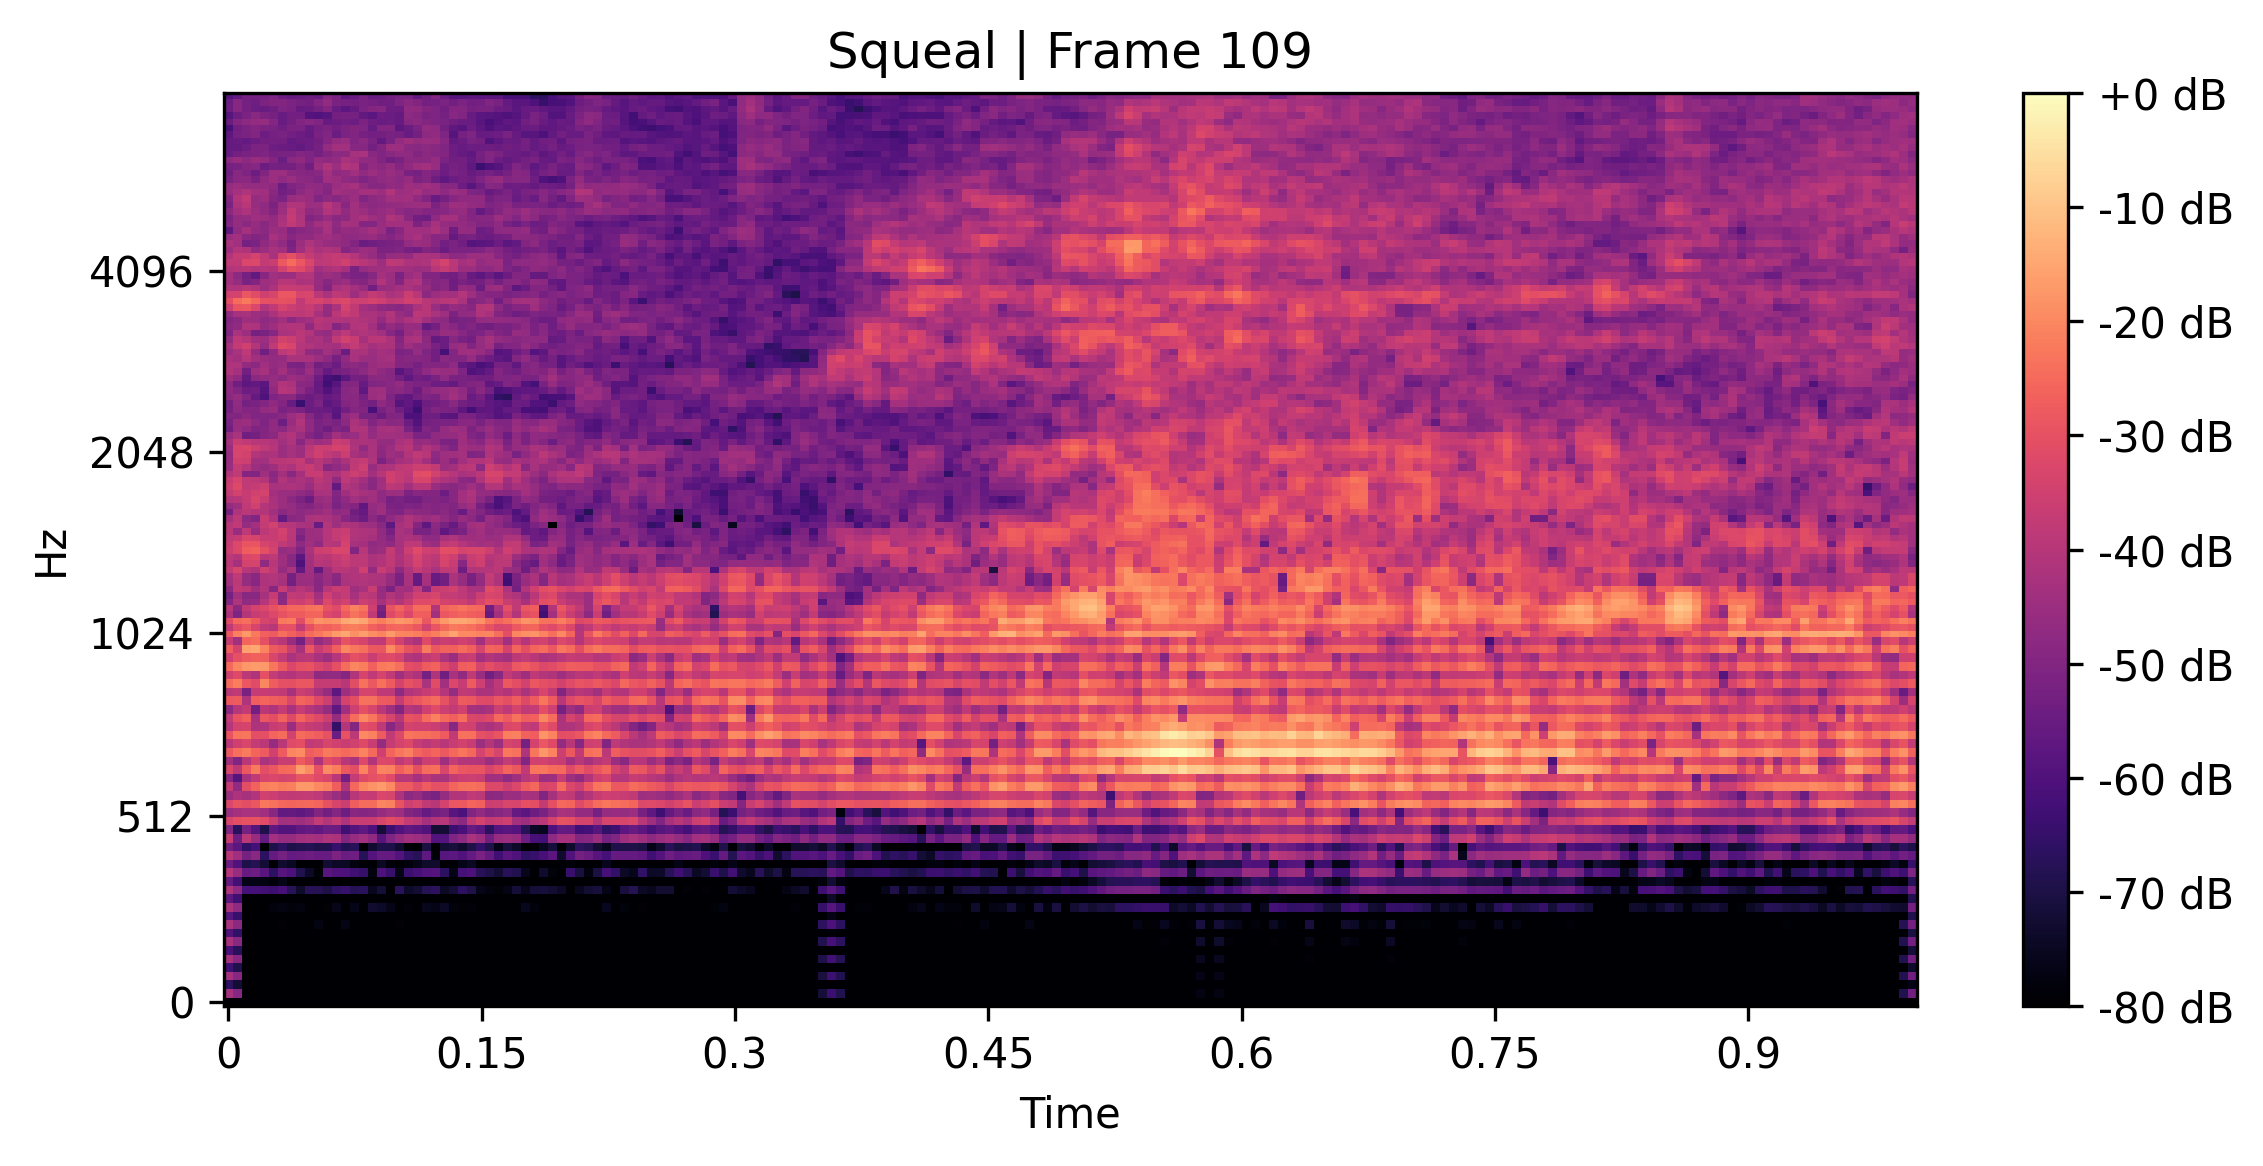 Squeal | Frame 109
+0 dB
-10 dB
-20 dB
-30 dB
-40 dB
-50 dB
-60 dB
-70 dB
-80 dB
Hz
4096
2048
1024
512
0
0 0.15 0.3 0.45 0.6 0.75 0.9
Time